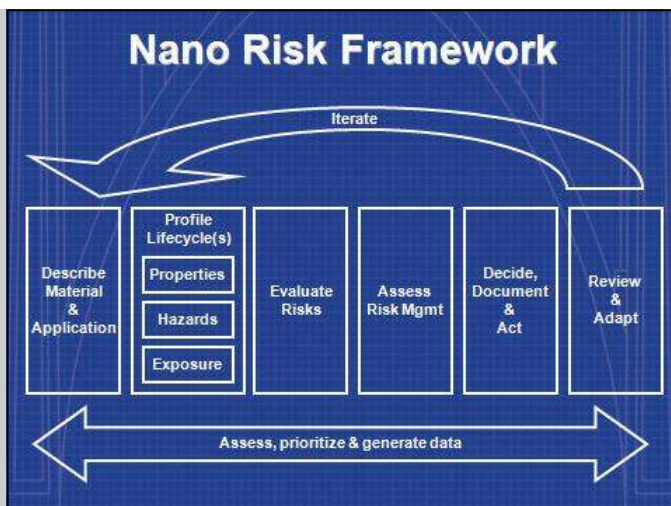 Nano Risk Framework
Iterate
Describe
Material
&
Application
Profile
Lifecycle(s)
Properties
Hazards
Exposure
Evaluate
Risks
Assess
Risk Mgmt
Decide,
Document
&
Act
Review
&
Adapt
Assess, prioritize & generate data